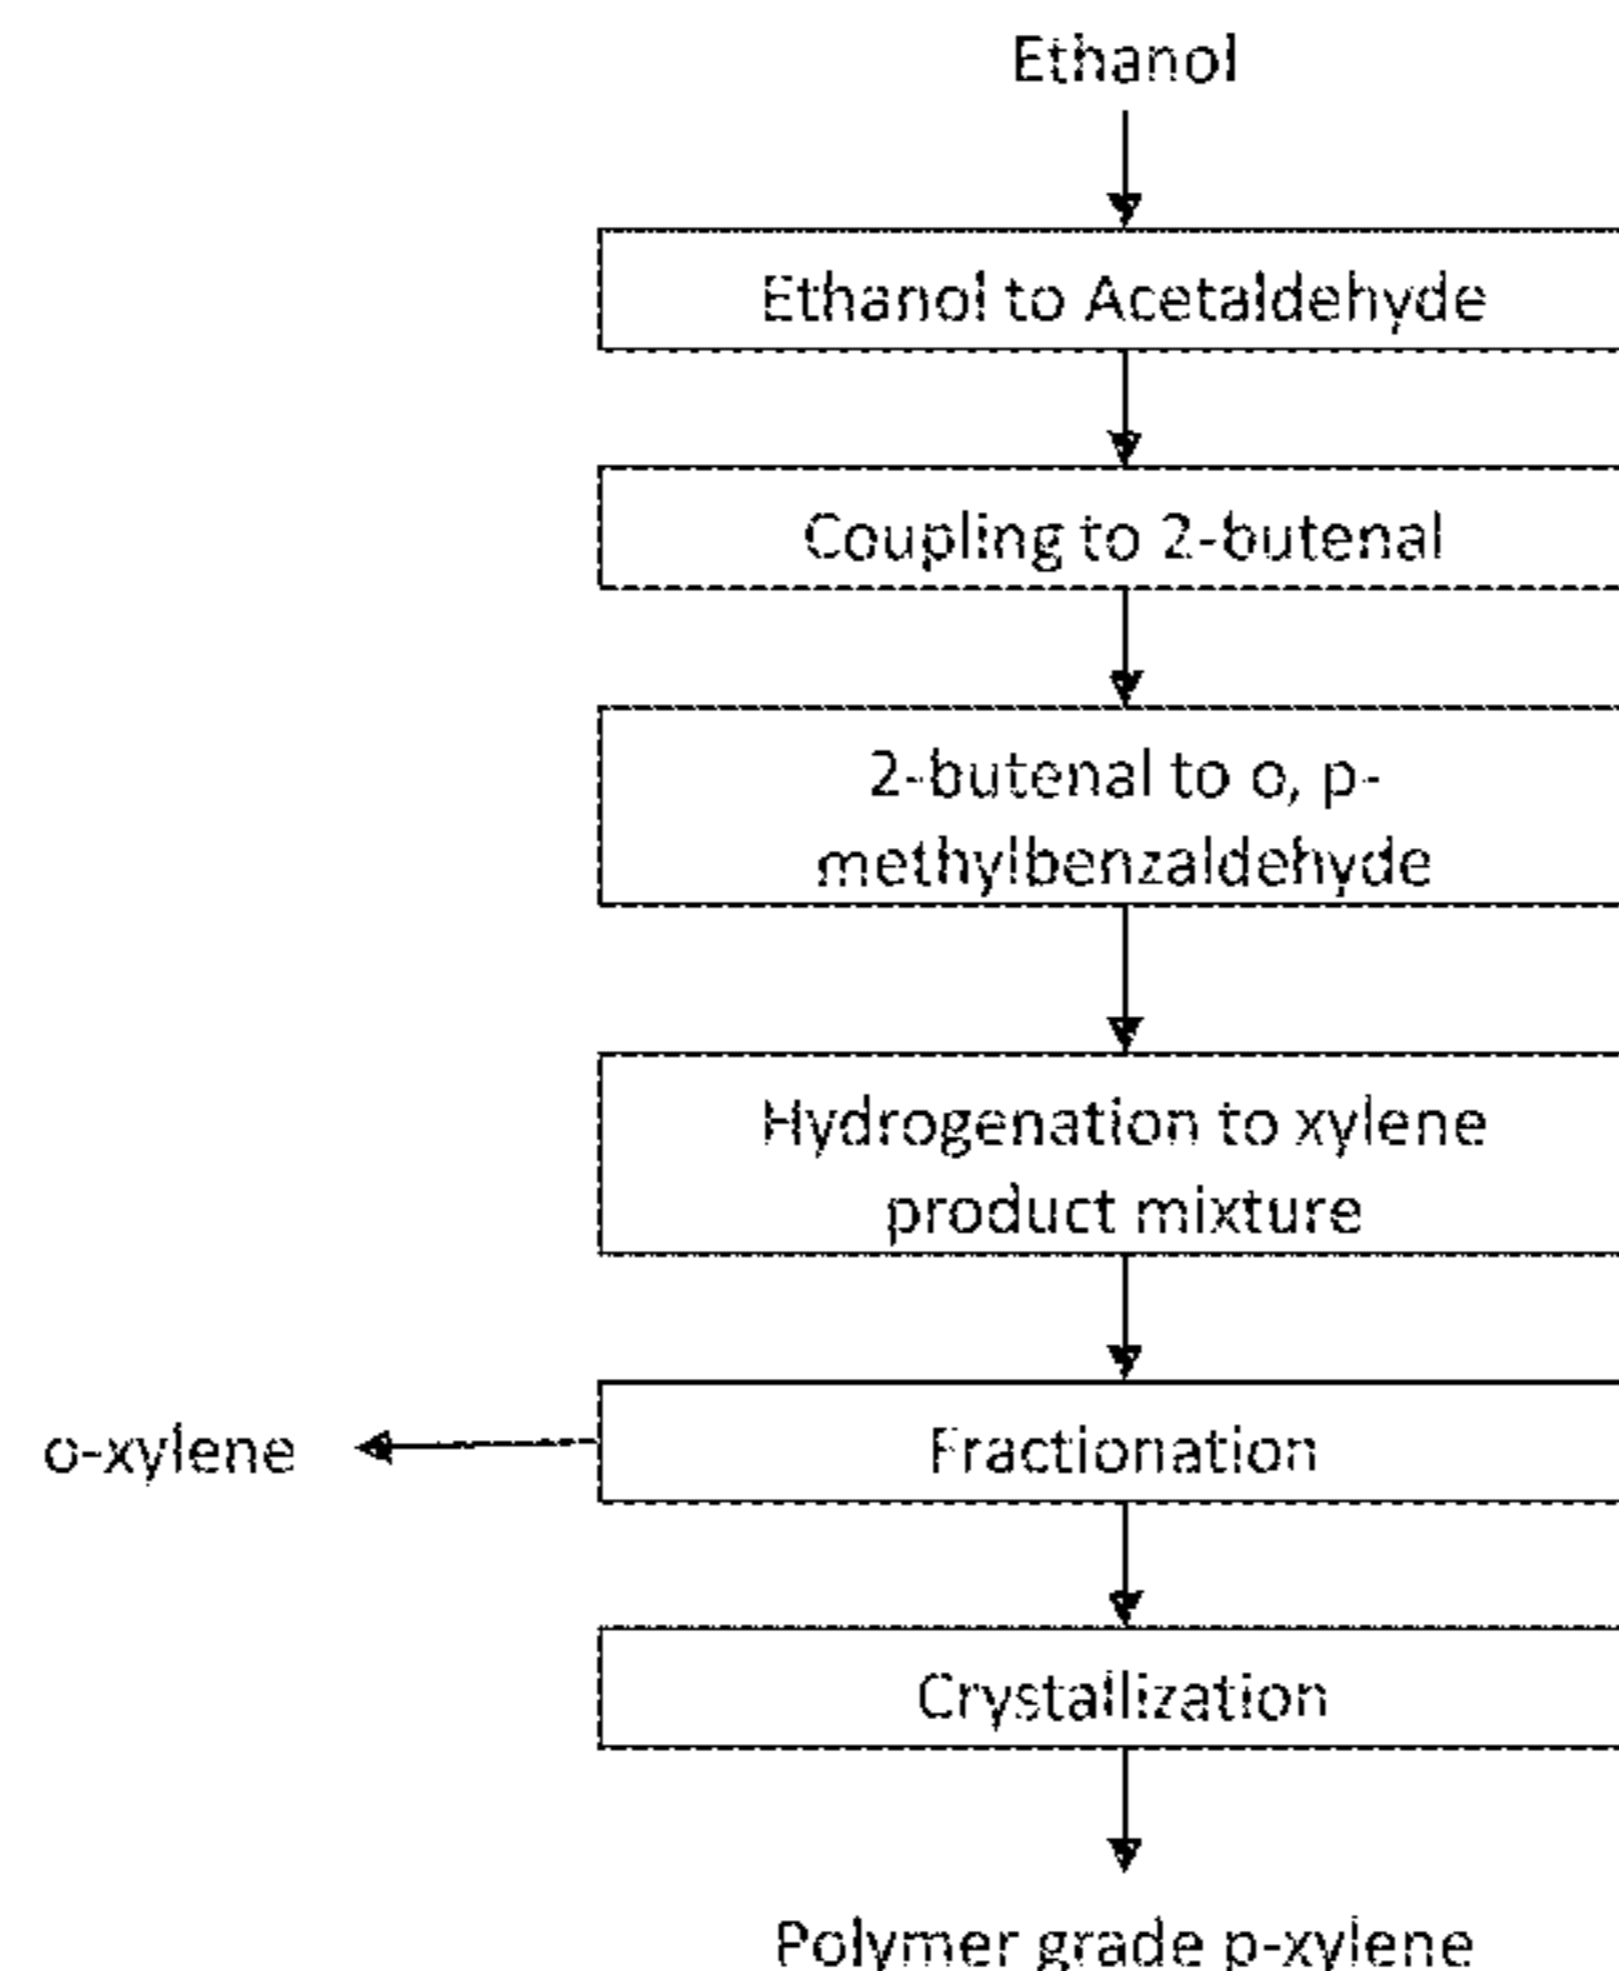 Ethanol
Ethanol to Acetaldehyde
Coupling to 2-butenal
2-butenal to o, p-
methylbenzaldehyde
Hydrogenation to xylene
product mixture
o-xylene
Fractionation
Crystallization
Polymer grade p-xylene